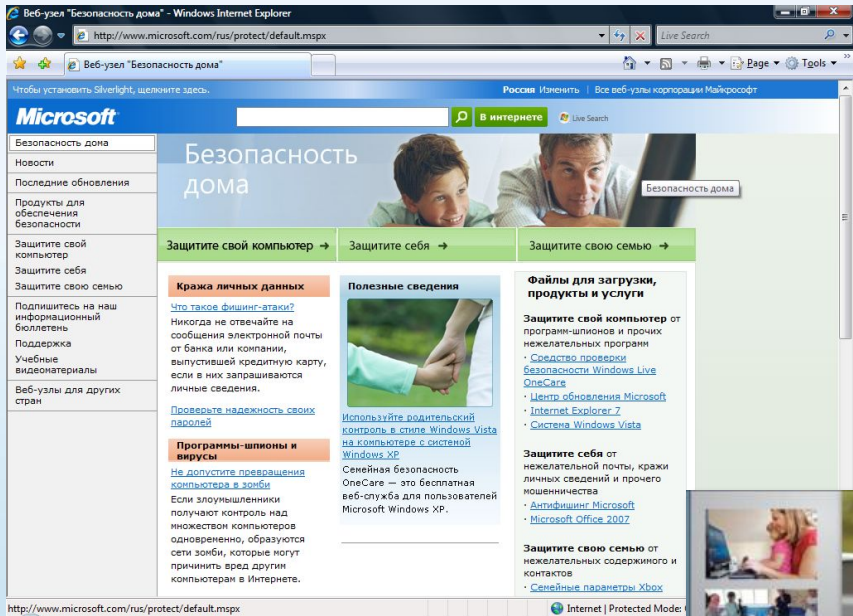 Веб-узел "Безопасность дома" - Windows Internet Explorer
http://www.microsoft.com/rus/protect/default.mspx
Live Search
Веб-узел "Безопасность дома"
Page
Tools
Чтобы установить Silverlight, щелкните здесь.
Россия Изменить | Все веб-узлы корпорации Майкрософт
Microsoft
В интернете
Live Search
Безопасность дома
Новости
Последние обновления
Продукты для
обеспечения
безопасности
Защитите свой
компьютер
Защитите себя
Защитите свою семью
Подпишитесь на наш
информационный
бюллетень
Поддержка
Учебные
видеоматериалы
Веб-узлы для других
стран
Безопасность
дома
Безопасность дома
Защитите свой компьютер →
Защитите себя →
Защитите свою семью →
Кража личных данных
Что такое фишинг-атаки?
Никогда не отвечайте на
сообщения электронной почты
от банка или компании,
выпустившей кредитную карту,
если в них запрашиваются
личные сведения.
Проверьте надежность своих
паролей
Программы-шпионы и
вирусы
Не допустите превращения
компьютера в зомби
Если злоумышленники
получают контроль над
множеством компьютеров
одновременно, образуются
сети зомби, которые могут
причинить вред другим
компьютерам в Интернете.
Полезные сведения
Используйте родительский
контроль в стиле Windows Vista
на компьютере с системой
Windows XP
Семейная безопасность
OneCare — это бесплатная
веб-служба для пользователей
Microsoft Windows XP.
Файлы для загрузки,
продукты и услуги
Защитите свой компьютер от
программ-шпионов и прочих
нежелательных программ
· Средство проверки
безопасности Windows Live
OneCare
· Центр обновления Microsoft
· Internet Explorer 7
· Система Windows Vista
Защитите себя от
нежелательной почты, кражи
личных сведений и прочего
мошенничества
· Антифишинг Microsoft
· Microsoft Office 2007
Защитите свою семью от
нежелательных содержимого и
контактов
· Семейные параметры Xbox
http://www.microsoft.com/rus/protect/default.mspx
Internet | Protected Mode: